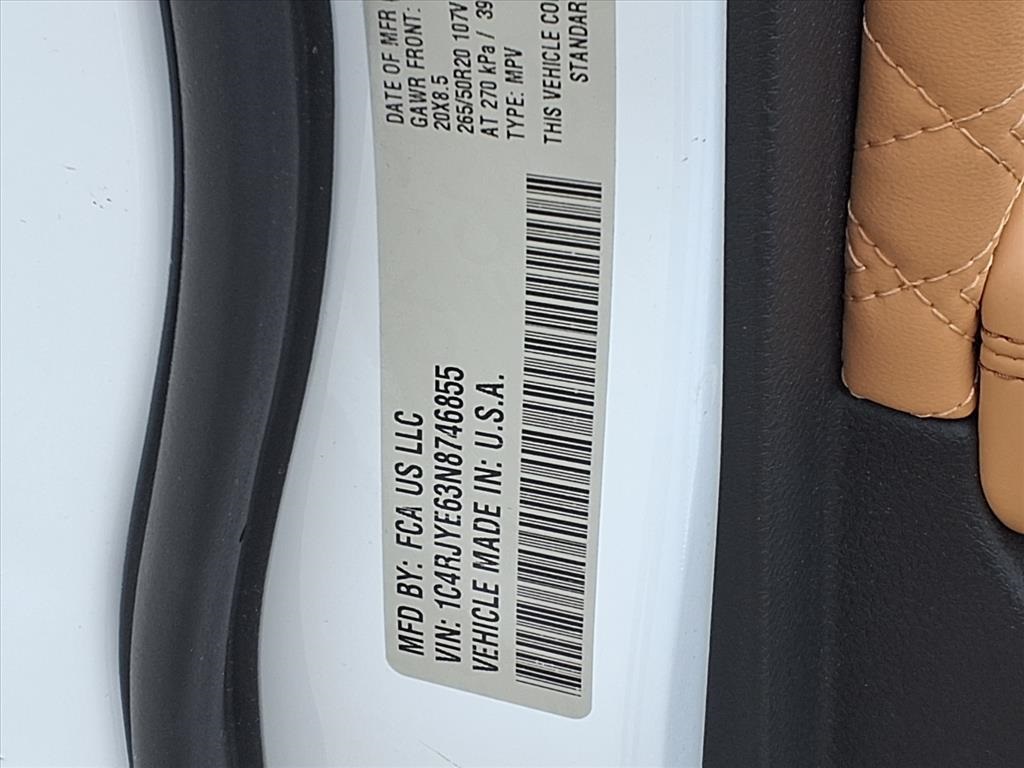 MFD BY: FCA US LLC
VIN: 1C4RJYE63N8746855
VEHICLE MADE IN: U.S.A.
DATE OF MFR
GAWR FRONT:
20X8.5
265/50R20 107V
AT 270 kPa / 39
TYPE: MPV
THIS VEHICLE
STANDAR